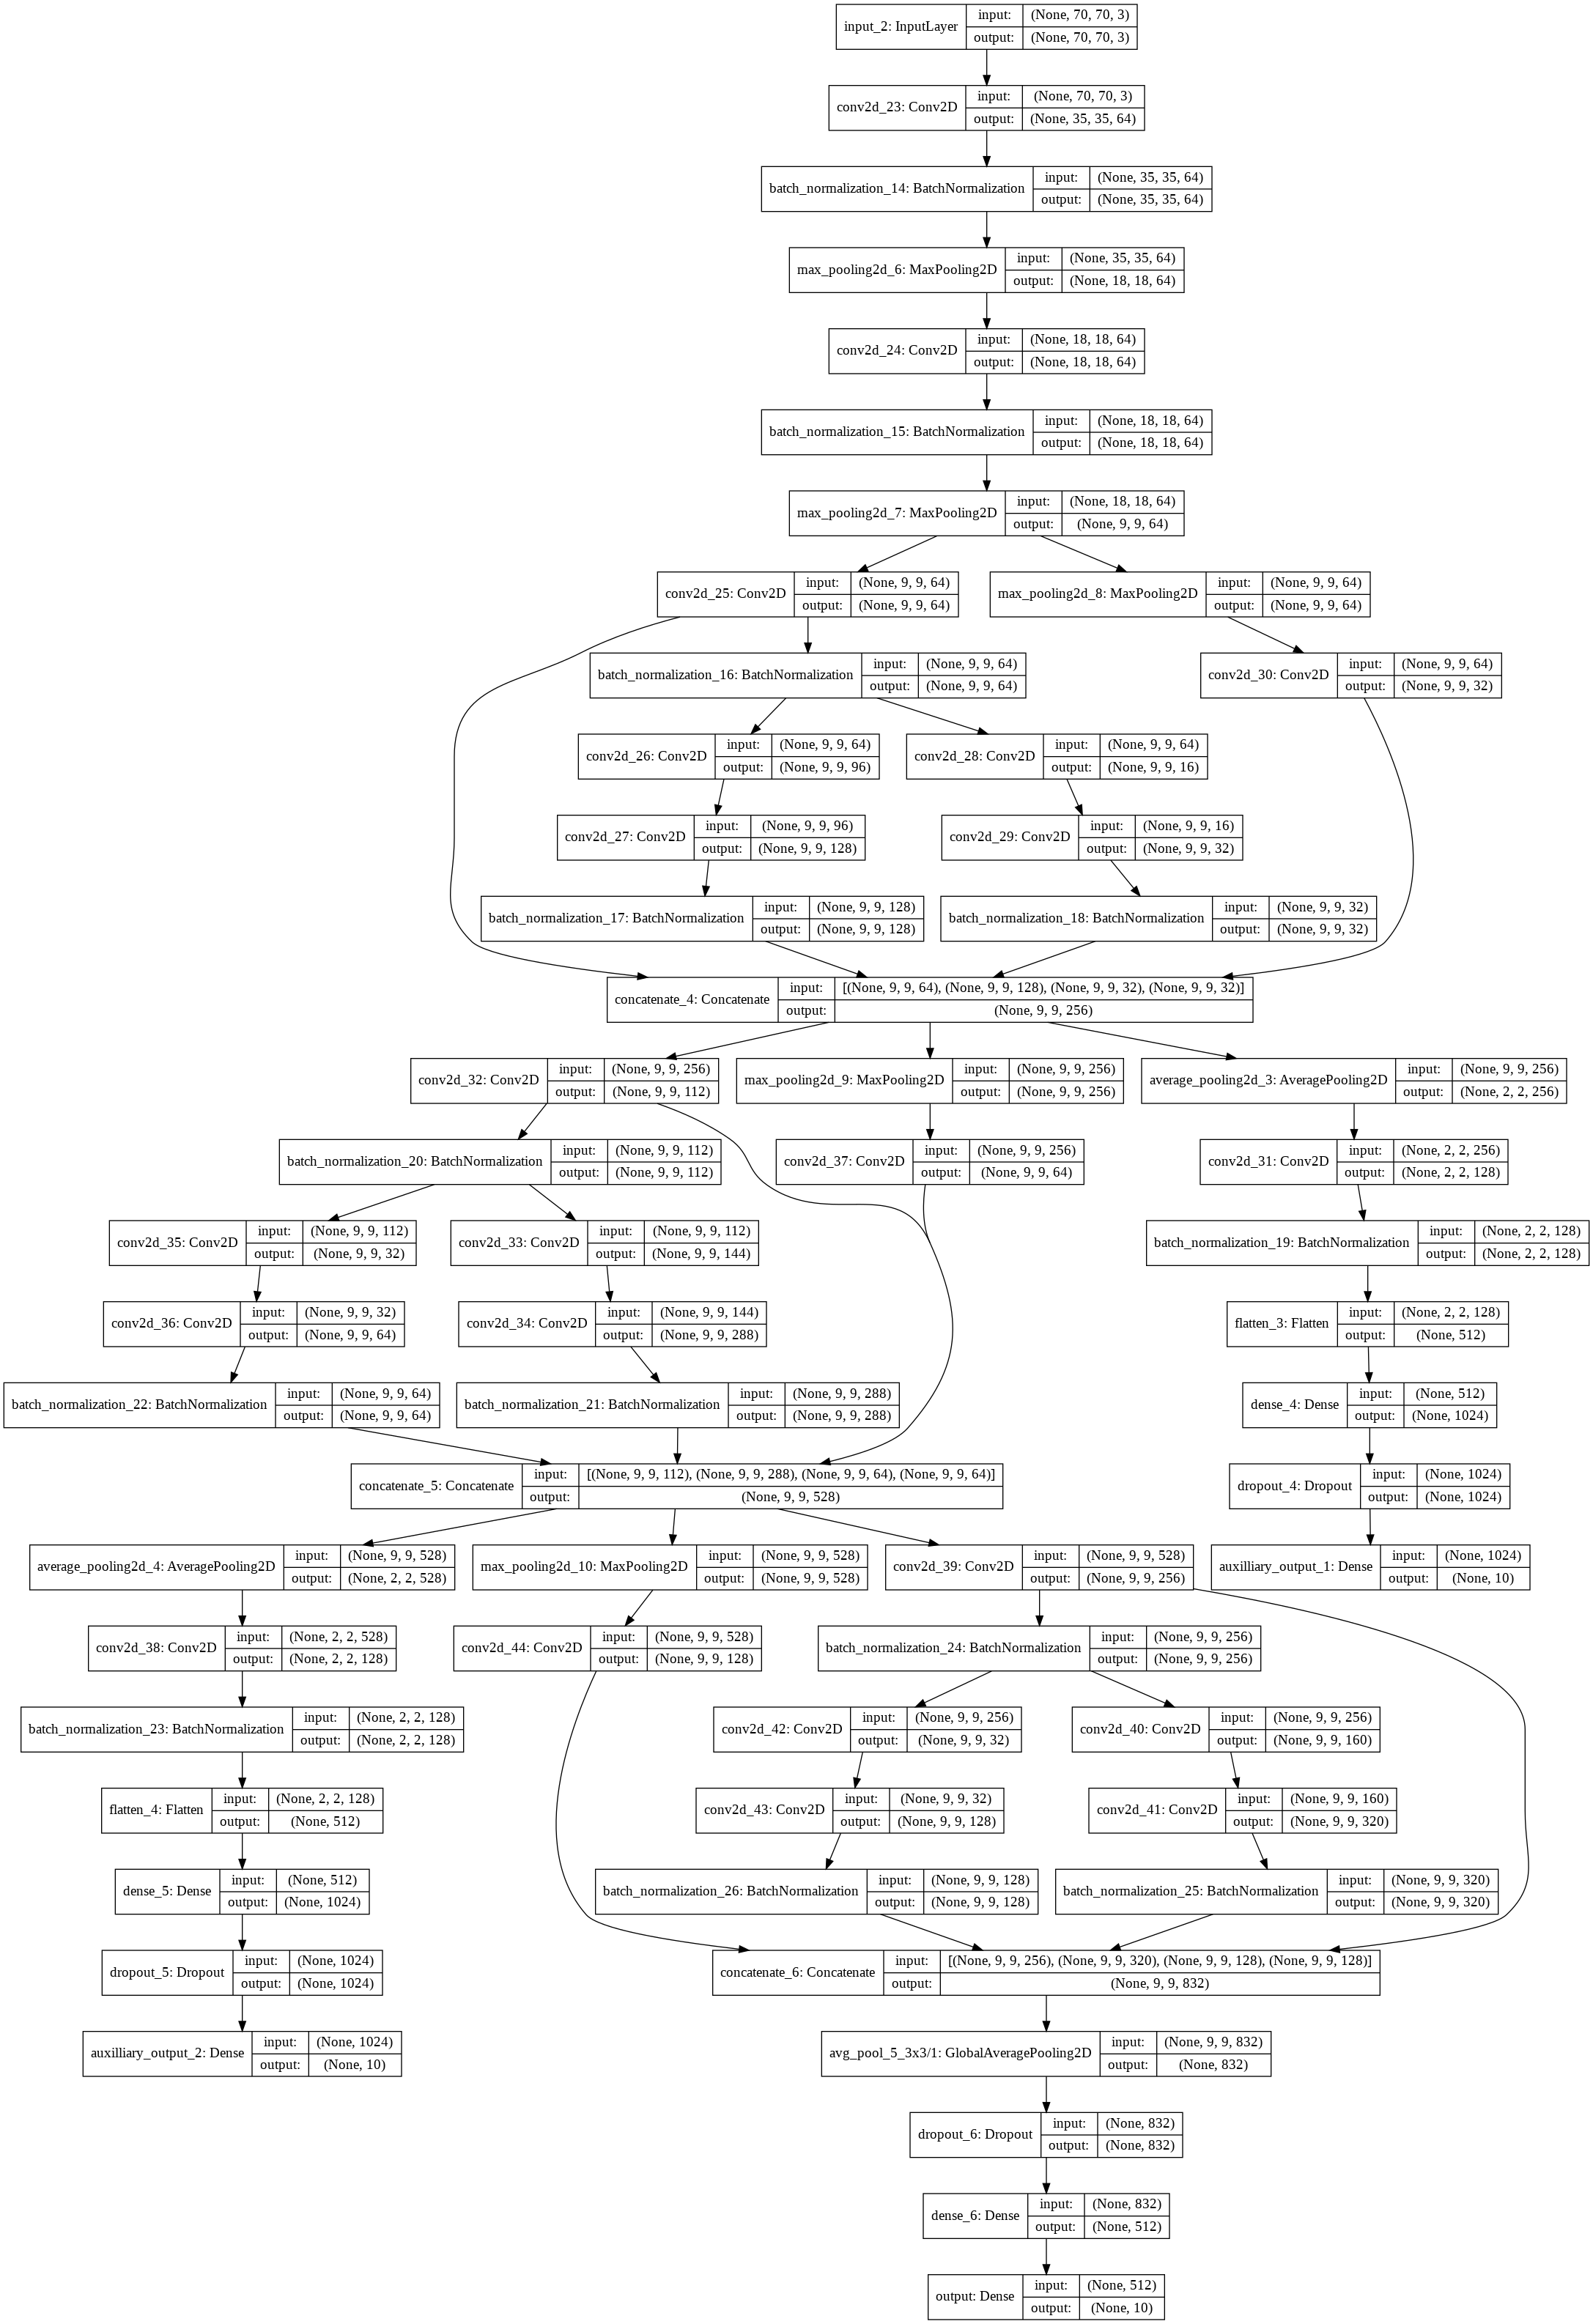 input_2: InputLayer
input: (None, 70, 70, 3)
output: (None, 70, 70, 3)
conv2d_23: Conv2D
input: (None, 70, 70, 3)
output: (None, 35, 35, 64)
batch_normalization_14: BatchNormalization
input: (None, 35, 35, 64)
output: (None, 35, 35, 64)
max_pooling2d_6: MaxPooling2D
input: (None, 35, 35, 64)
output: (None, 18, 18, 64)
conv2d_24: Conv2D
input: (None, 18, 18, 64)
output: (None, 18, 18, 64)
batch_normalization_15: BatchNormalization
input: (None, 18, 18, 64)
output: (None, 18, 18, 64)
max_pooling2d_7: MaxPooling2D
input: (None, 18, 18, 64)
output: (None, 9, 9, 64)
conv2d_25: Conv2D
input: (None, 9, 9, 64)
output: (None, 9, 9, 64)
max_pooling2d_8: MaxPooling2D
input: (None, 9, 9, 64)
output: (None, 9, 9, 64)
batch_normalization_16: BatchNormalization
input: (None, 9, 9, 64)
output: (None, 9, 9, 64)
conv2d_30: Conv2D
input: (None, 9, 9, 64)
output: (None, 9, 9, 32)
conv2d_26: Conv2D
input: (None, 9, 9, 64)
output: (None, 9, 9, 96)
conv2d_28: Conv2D
input: (None, 9, 9, 64)
output: (None, 9, 9, 16)
conv2d_27: Conv2D
input: (None, 9, 9, 96)
output: (None, 9, 9, 128)
conv2d_29: Conv2D
input: (None, 9, 9, 16)
output: (None, 9, 9, 32)
batch_normalization_17: BatchNormalization
input: (None, 9, 9, 128)
output: (None, 9, 9, 128)
batch_normalization_18: BatchNormalization
input: (None, 9, 9, 32)
output: (None, 9, 9, 32)
concatenate_4: Concatenate
input: [(None, 9, 9, 64), (None, 9, 9, 128), (None, 9, 9, 32), (None, 9, 9, 32)]
output: (None, 9, 9, 256)
conv2d_32: Conv2D
input: (None, 9, 9, 256)
output: (None, 9, 9, 112)
max_pooling2d_9: MaxPooling2D
input: (None, 9, 9, 256)
output: (None, 9, 9, 256)
average_pooling2d_3: AveragePooling2D
input: (None, 9, 9, 256)
output: (None, 2, 2, 256)
batch_normalization_20: BatchNormalization
input: (None, 9, 9, 112)
output: (None, 9, 9, 112)
conv2d_37: Conv2D
input: (None, 9, 9, 256)
output: (None, 9, 9, 64)
conv2d_31: Conv2D
input: (None, 2, 2, 256)
output: (None, 2, 2, 128)
conv2d_35: Conv2D
input: (None, 9, 9, 112)
output: (None, 9, 9, 32)
conv2d_33: Conv2D
input: (None, 9, 9, 112)
output: (None, 9, 9, 144)
batch_normalization_19: BatchNormalization
input: (None, 2, 2, 128)
output: (None, 2, 2, 128)
conv2d_36: Conv2D
input: (None, 9, 9, 32)
output: (None, 9, 9, 64)
conv2d_34: Conv2D
input: (None, 9, 9, 144)
output: (None, 9, 9, 288)
flatten_3: Flatten
input: (None, 2, 2, 128)
output: (None, 512)
batch_normalization_22: BatchNormalization
input: (None, 9, 9, 64)
output: (None, 9, 9, 64)
batch_normalization_21: BatchNormalization
input: (None, 9, 9, 288)
output: (None, 9, 9, 288)
dense_4: Dense
input: (None, 512)
output: (None, 1024)
concatenate_5: Concatenate
input: [(None, 9, 9, 112), (None, 9, 9, 288), (None, 9, 9, 64), (None, 9, 9, 64)]
output: (None, 9, 9, 528)
dropout_4: Dropout
input: (None, 1024)
output: (None, 1024)
average_pooling2d_4: AveragePooling2D
input: (None, 9, 9, 528)
output: (None, 2, 2, 528)
max_pooling2d_10: MaxPooling2D
input: (None, 9, 9, 528)
output: (None, 9, 9, 528)
conv2d_39: Conv2D
input: (None, 9, 9, 528)
output: (None, 9, 9, 256)
auxilliary_output_1: Dense
input: (None, 1024)
output: (None, 10)
conv2d_38: Conv2D
input: (None, 2, 2, 528)
output: (None, 2, 2, 128)
conv2d_44: Conv2D
input: (None, 9, 9, 528)
output: (None, 9, 9, 128)
batch_normalization_24: BatchNormalization
input: (None, 9, 9, 256)
output: (None, 9, 9, 256)
batch_normalization_23: BatchNormalization
input: (None, 2, 2, 128)
output: (None, 2, 2, 128)
conv2d_42: Conv2D
input: (None, 9, 9, 256)
output: (None, 9, 9, 32)
conv2d_40: Conv2D
input: (None, 9, 9, 256)
output: (None, 9, 9, 160)
flatten_4: Flatten
input: (None, 2, 2, 128)
output: (None, 512)
conv2d_43: Conv2D
input: (None, 9, 9, 32)
output: (None, 9, 9, 128)
conv2d_41: Conv2D
input: (None, 9, 9, 160)
output: (None, 9, 9, 320)
dense_5: Dense
input: (None, 512)
output: (None, 1024)
batch_normalization_26: BatchNormalization
input: (None, 9, 9, 128)
output: (None, 9, 9, 128)
batch_normalization_25: BatchNormalization
input: (None, 9, 9, 320)
output: (None, 9, 9, 320)
dropout_5: Dropout
input: (None, 1024)
output: (None, 1024)
concatenate_6: Concatenate
input: [(None, 9, 9, 256), (None, 9, 9, 320), (None, 9, 9, 128), (None, 9, 9, 128)]
output: (None, 9, 9, 832)
auxilliary_output_2: Dense
input: (None, 1024)
output: (None, 10)
avg_pool_5_3x3/1: GlobalAveragePooling2D
input: (None, 9, 9, 832)
output: (None, 832)
dropout_6: Dropout
input: (None, 832)
output: (None, 832)
dense_6: Dense
input: (None, 832)
output: (None, 512)
output: Dense
input: (None, 512)
output: (None, 10)